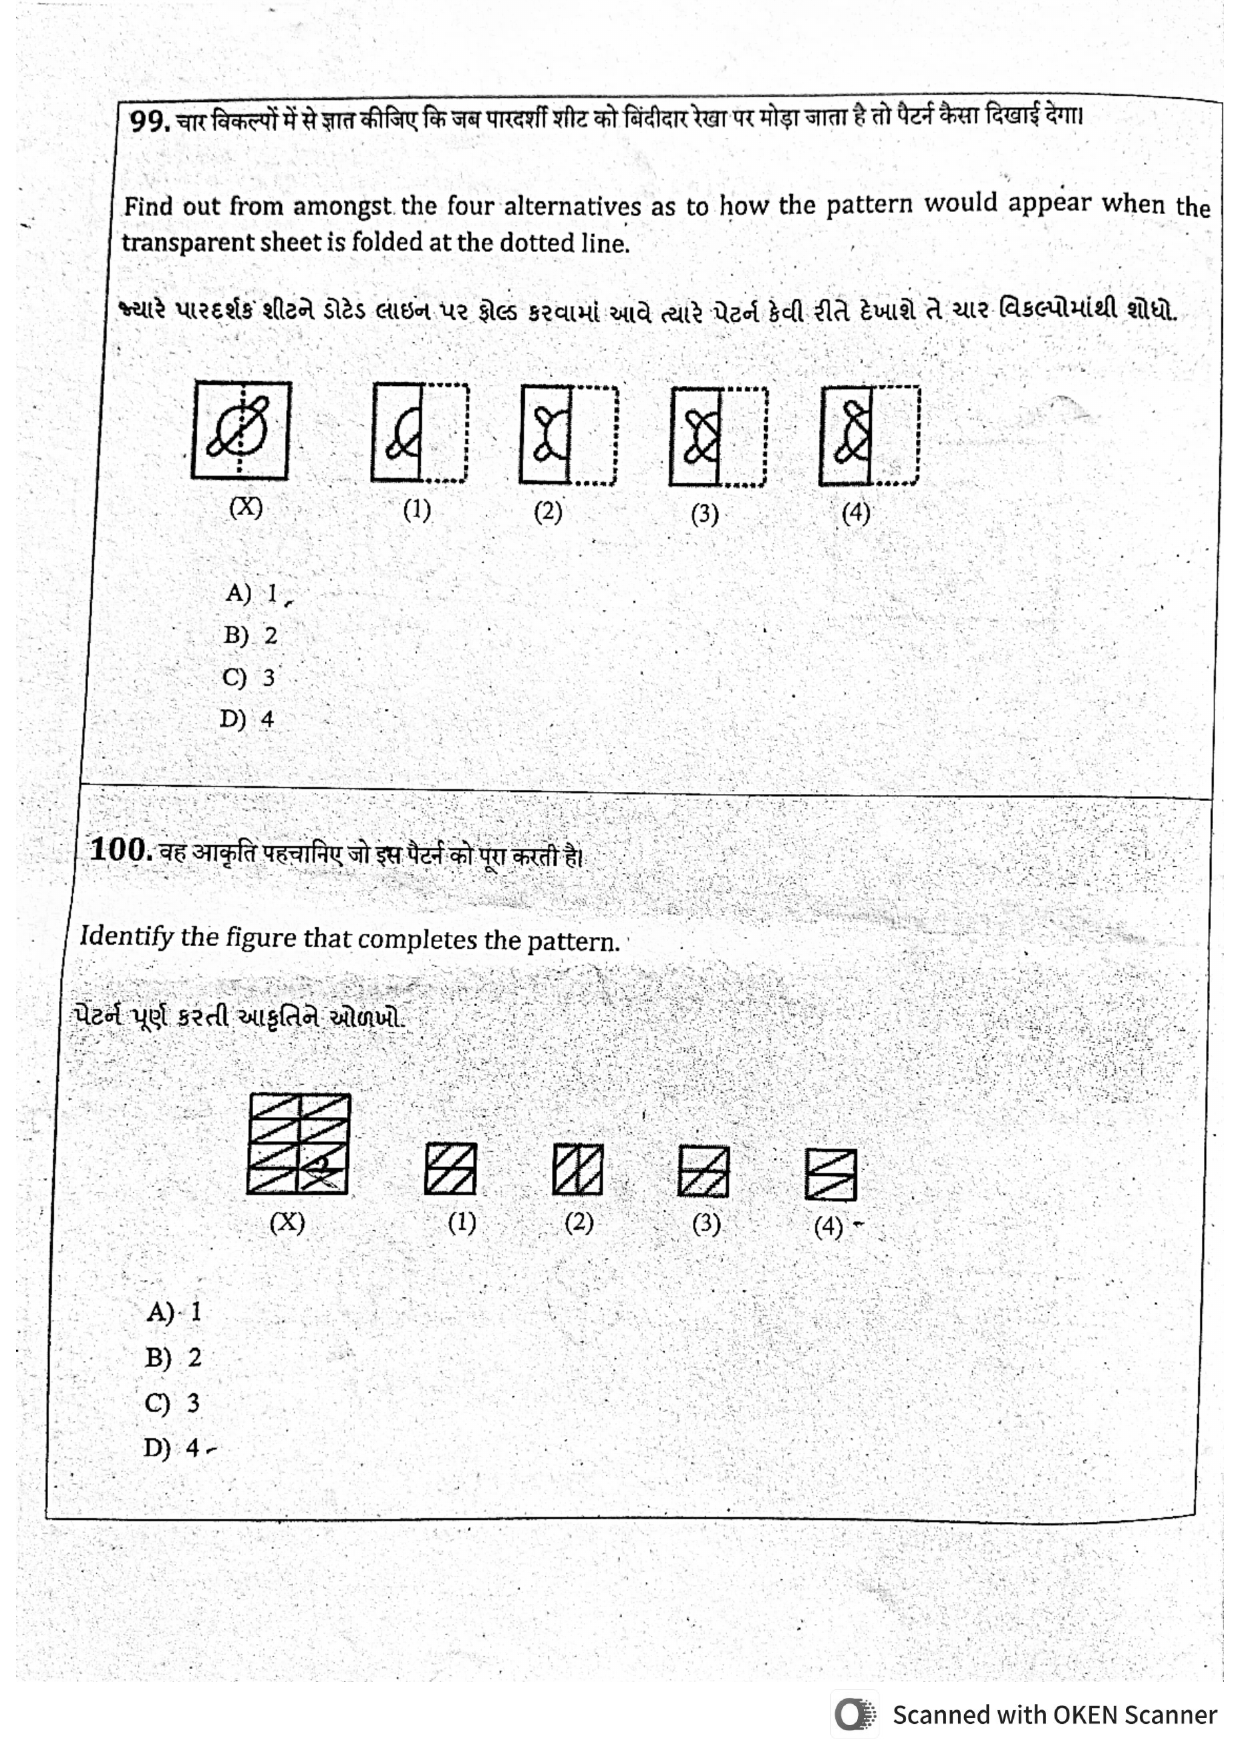 99. चार विकल्पों में से ज्ञात कीजिए कि जब पारदर्शी शीट को बिंदीदार रेखा पर मोड़ा जाता है तो पैटर्न कैसा दिखाई देगा।
Find out from amongst the four alternatives as to how the pattern would appear when the
transparent sheet is folded at the dotted line.
જ્યારે પારદર્શક શીટને ડોટેડ લાઇન પર ફોલ્ડ કરવામાં આવે ત્યારે પેટર્ન કેવી રીતે દેખાશે તે ચાર વિકલ્પોમાંથી શોધો.
(X) (1) (2) (3) (4)
A) 1
B) 2
C) 3
D) 4
100. वह आकृति पहचानिए जो इस पैटर्न को पूरा करती है।
Identify the figure that completes the pattern.
પેટર્ન પૂર્ણ કરતી આકૃતિને ઓળખો.
?
(X) (1) (2) (3) (4)
A) 1
B) 2
C) 3
D) 4
Scanned with OKEN Scanner